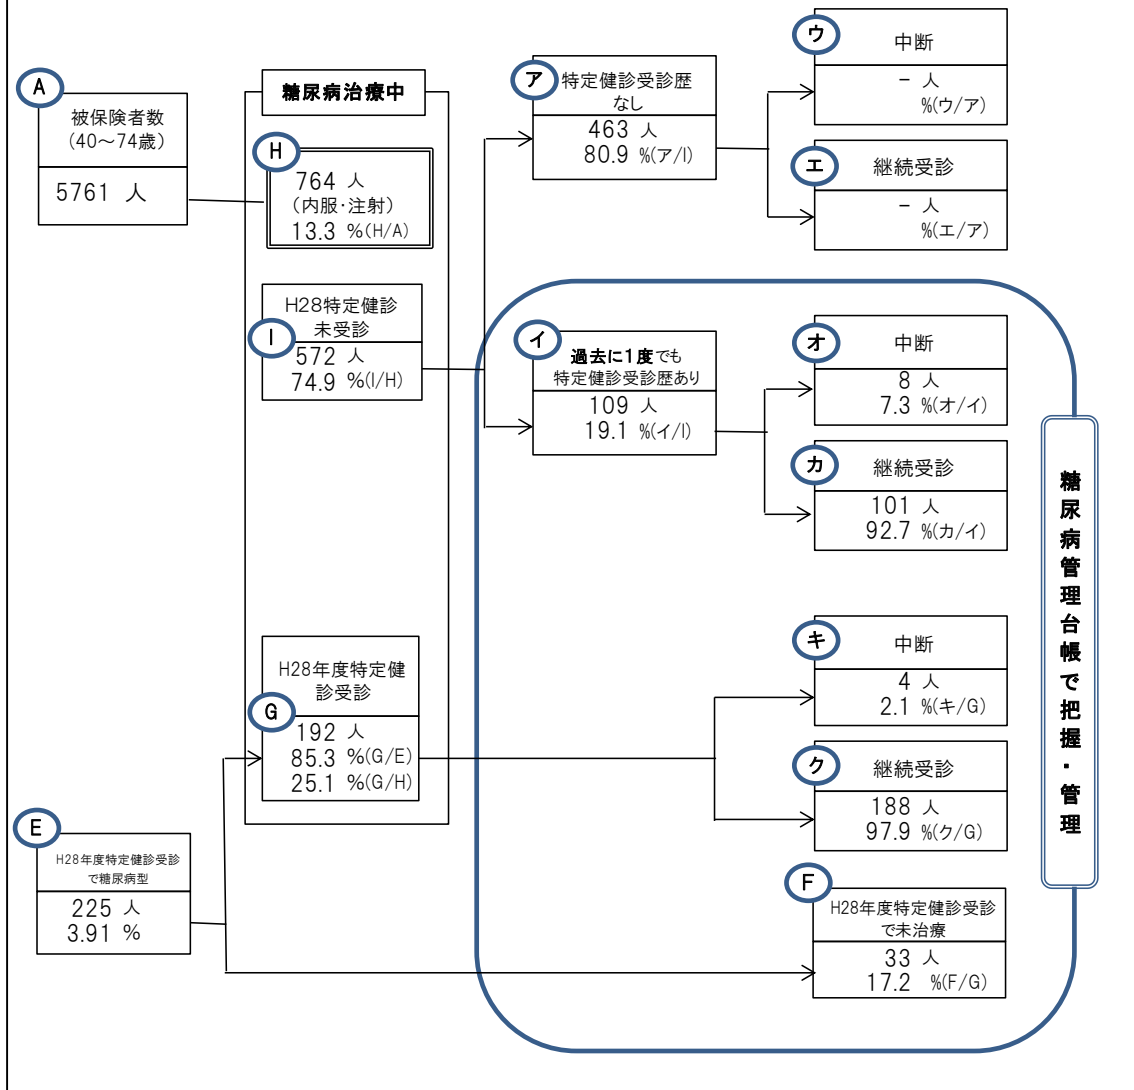 A
被保険者数
(40～74歳)
5761 人
糖尿病治療中
H
764 人
(内服・注射)
13.3 %(H/A)
I
H28特定健診
未受診
572 人
74.9 %(I/H)
G
H28年度特定健
診受診
192 人
85.3 %(G/E)
25.1 %(G/H)
E
H28年度特定健診受診
で糖尿病型
225 人
3.91 %
ア
特定健診受診歴
なし
463 人
80.9 %(ア/I)
イ
過去に1度でも
特定健診受診歴あり
109 人
19.1 %(イ/I)
ウ
中断
- 人
%(ウ/ア)
エ
継続受診
- 人
%(エ/ア)
オ
中断
8 人
7.3 %(オ/イ)
カ
継続受診
101 人
92.7 %(カ/イ)
キ
中断
4 人
2.1 %(キ/G)
ク
継続受診
188 人
97.9 %(ク/G)
F
H28年度特定健診受診
で未治療
33 人
17.2 %(F/G)
糖尿病管理台帳で把握・管理